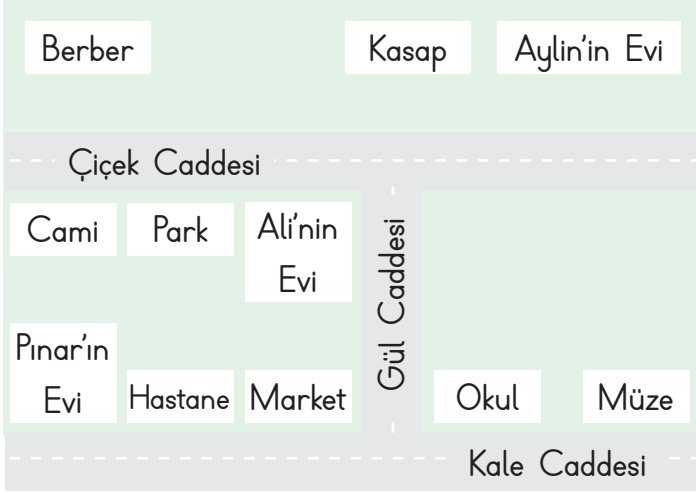 Berber
Kasap
Aylin'in Evi
Çiçek Caddesi
Cami
Park
Ali'nin
Evi
Gül Caddesi
Pınar'ın
Evi
Hastane
Market
Okul
Müze
Kale Caddesi